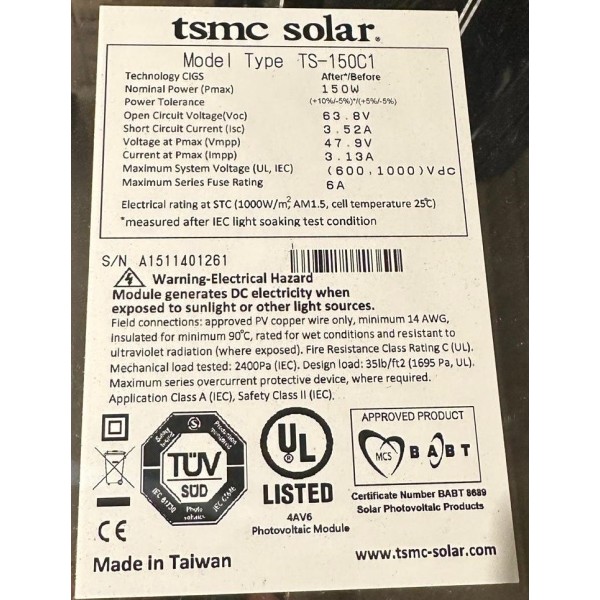 tsmc solar®
Model Type TS-150C1
Technology CIGS After*/Before
Nominal Power (Pmax) 150W
Power Tolerance (+10%/-5%)*/(+5%/-5%)
Open Circuit Voltage(Voc) 63.8V
Short Circuit Current (Isc) 3.52A
Voltage at Pmax (Vmpp) 47.9V
Current at Pmax (Impp) 3.13A
Maximum System Voltage (UL, IEC) (600,1000)Vdc
Maximum Series Fuse Rating 6A
Electrical rating at STC (1000W/m², AM1.5, cell temperature 25℃)
*measured after IEC light soaking test condition
S/N A1511401261
Warning-Electrical Hazard
Module generates DC electricity when
exposed to sunlight or other light sources.
Field connections: approved PV copper wire only, minimum 14 AWG,
insulated for minimum 90℃, rated for wet conditions and resistant to
ultraviolet radiation (where exposed). Fire Resistance Class Rating C (UL).
Mechanical load tested: 2400Pa (IEC). Design load: 35lb/ft2 (1695 Pa, UL).
Maximum series overcurrent protective device, where required.
Application Class A (IEC), Safety Class II (IEC).
TÜV
SÜD
IEC 61730
IEC 61646
UL
LISTED
4AV6
Photovoltaic Module
APPROVED PRODUCT
MCS
BABT
Certificate Number BABT 8689
Solar Photovoltaic Products
CE
Made in Taiwan
www.tsmc-solar.com